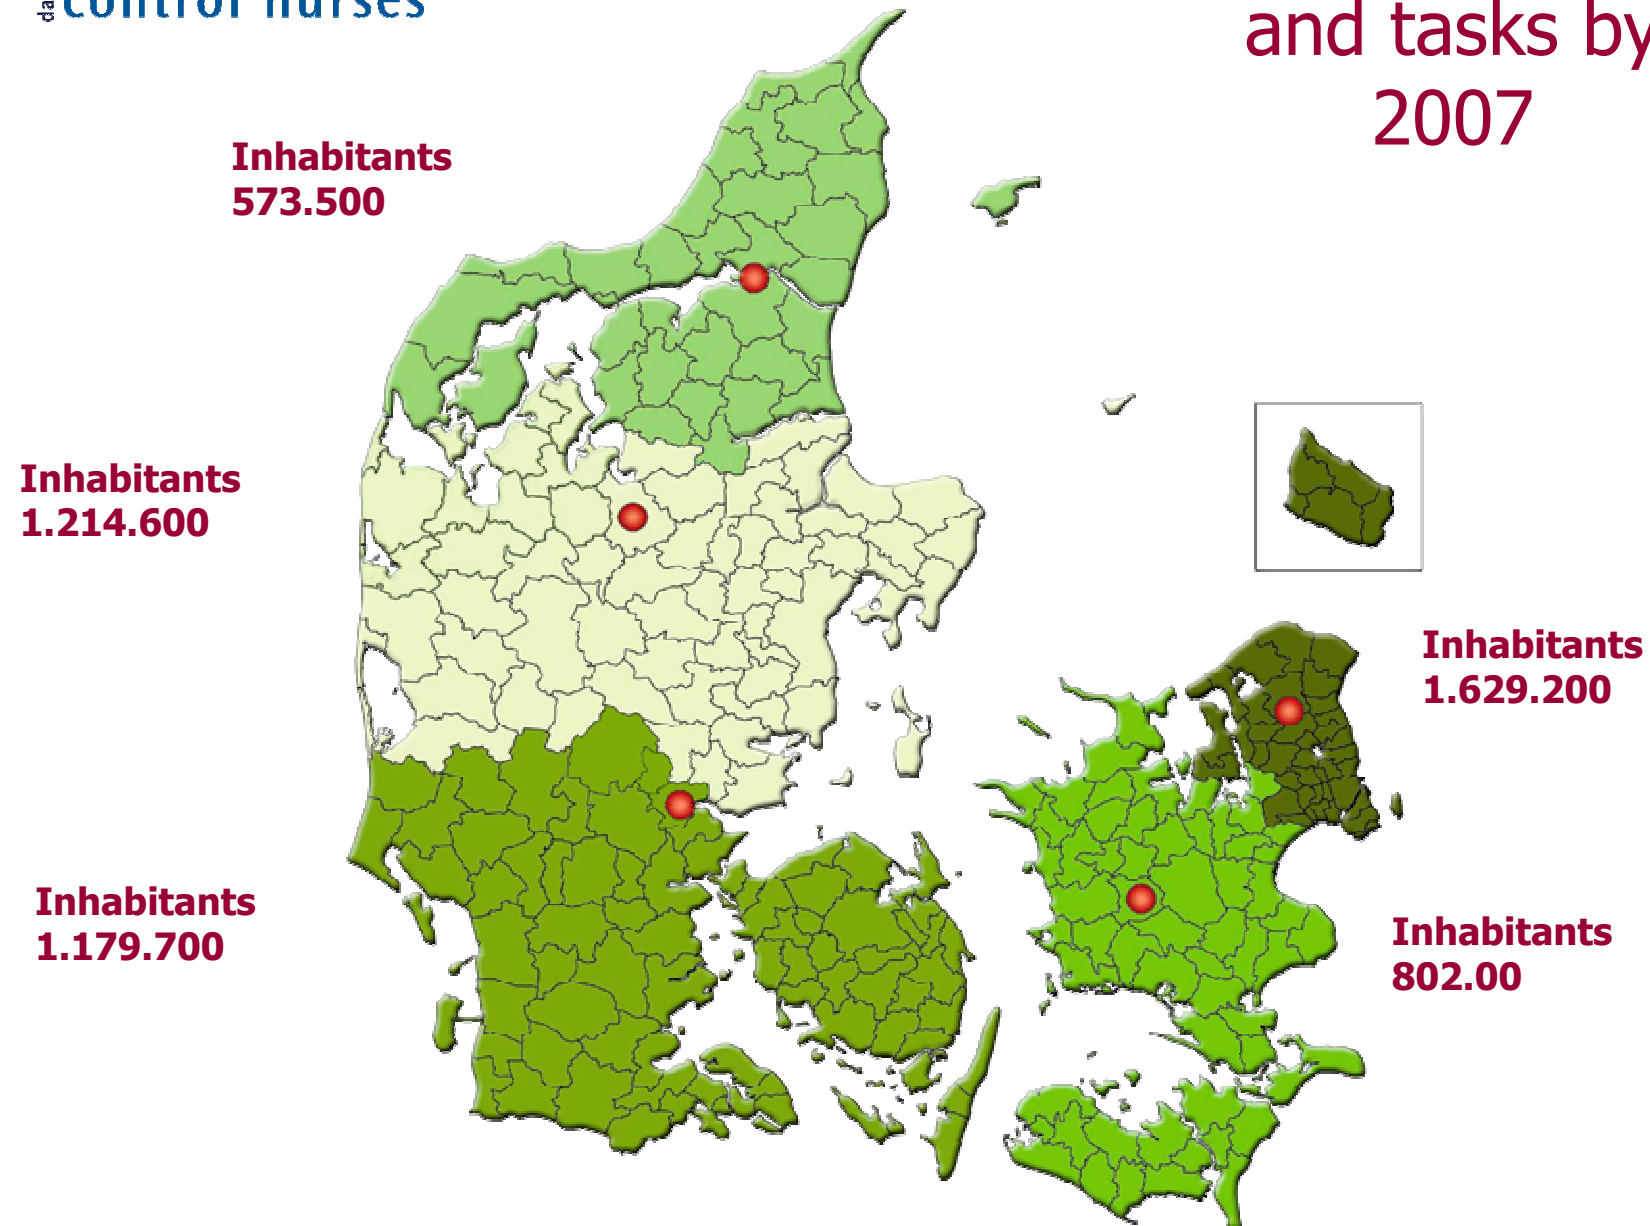 control nurses
and tasks by
2007
Inhabitants
573.500
Inhabitants
1.214.600
Inhabitants
1.629.200
Inhabitants
1.179.700
Inhabitants
802.00